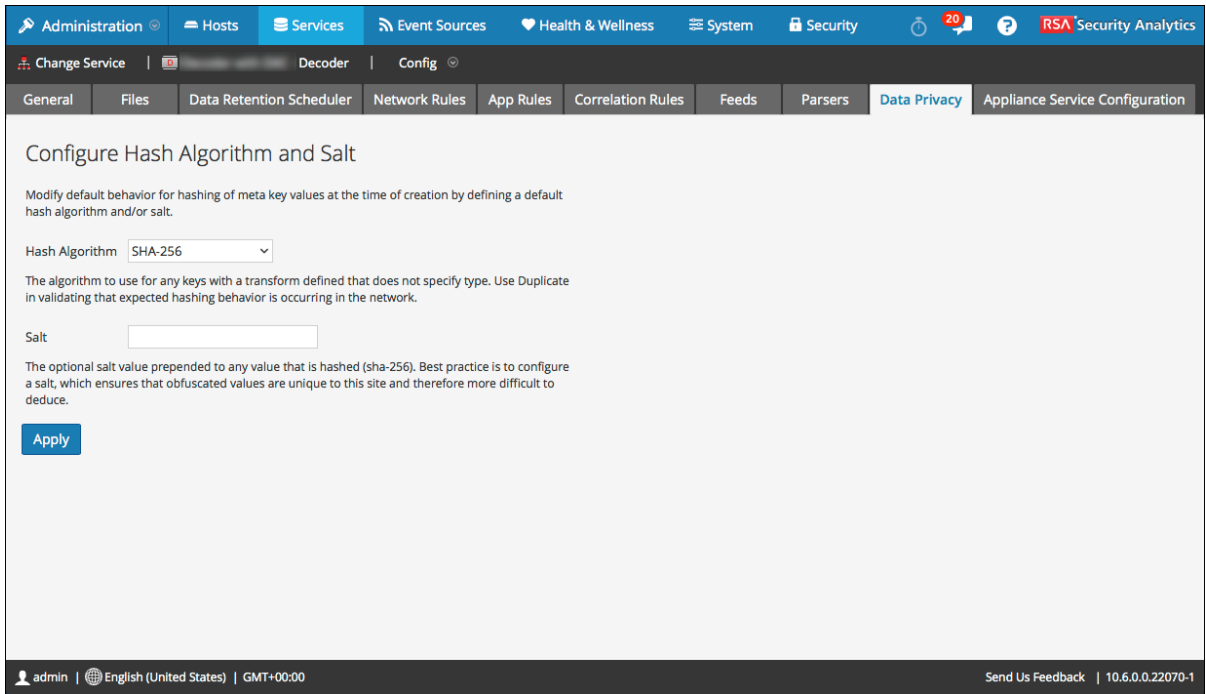 Administration Hosts Services Event Sources Health & Wellness System Security 20 ? RSA Security Analytics
Change Service | D Decoder | Config
General Files Data Retention Scheduler Network Rules App Rules Correlation Rules Feeds Parsers Data Privacy Appliance Service Configuration
Configure Hash Algorithm and Salt
Modify default behavior for hashing of meta key values at the time of creation by defining a default
hash algorithm and/or salt.
Hash Algorithm SHA-256
The algorithm to use for any keys with a transform defined that does not specify type. Use Duplicate
in validating that expected hashing behavior is occurring in the network.
Salt
The optional salt value prepended to any value that is hashed (sha-256). Best practice is to configure
a salt, which ensures that obfuscated values are unique to this site and therefore more difficult to
deduce.
Apply
admin | English (United States) | GMT+00:00 Send Us Feedback | 10.6.0.0.22070-1